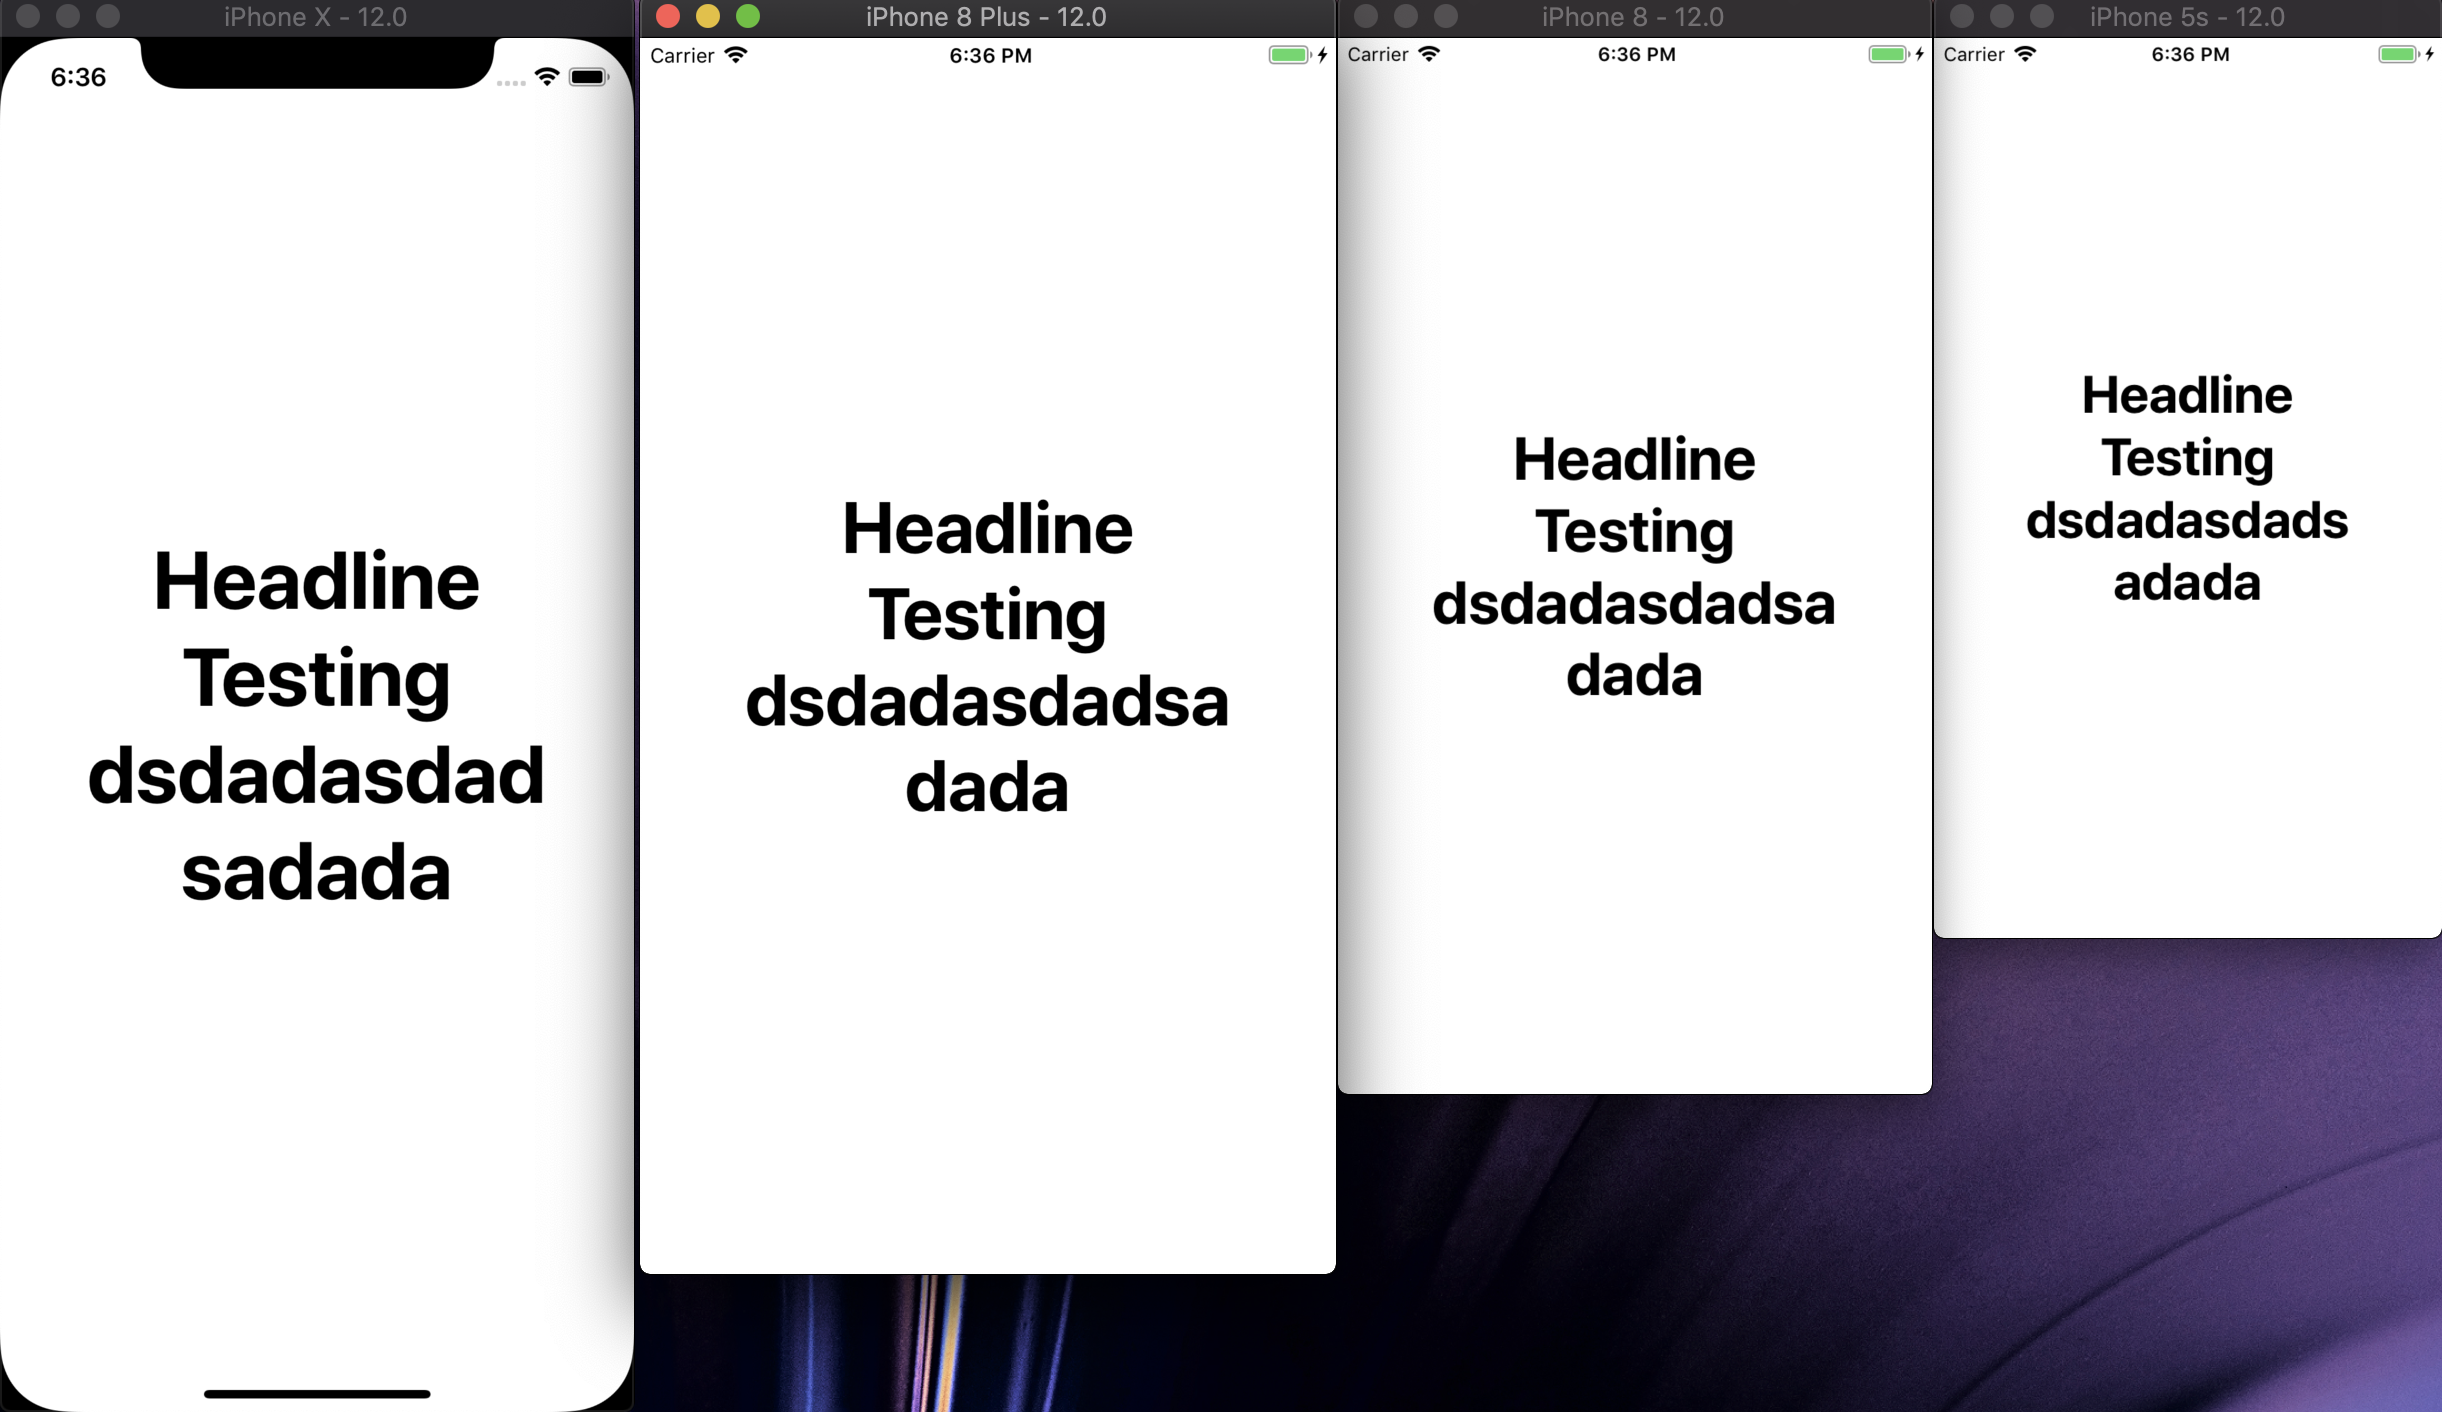 iPhone X - 12.0
6:36
Headline
Testing
dsdadasdad
sadada
iPhone 8 Plus - 12.0
Carrier
6:36 PM
Headline
Testing
dsdadasdadsa
dada
iPhone 8 - 12.0
Carrier
6:36 PM
Headline
Testing
dsdadasdadsa
dada
iPhone 5s - 12.0
Carrier
6:36 PM
Headline
Testing
dsdadasdads
adada